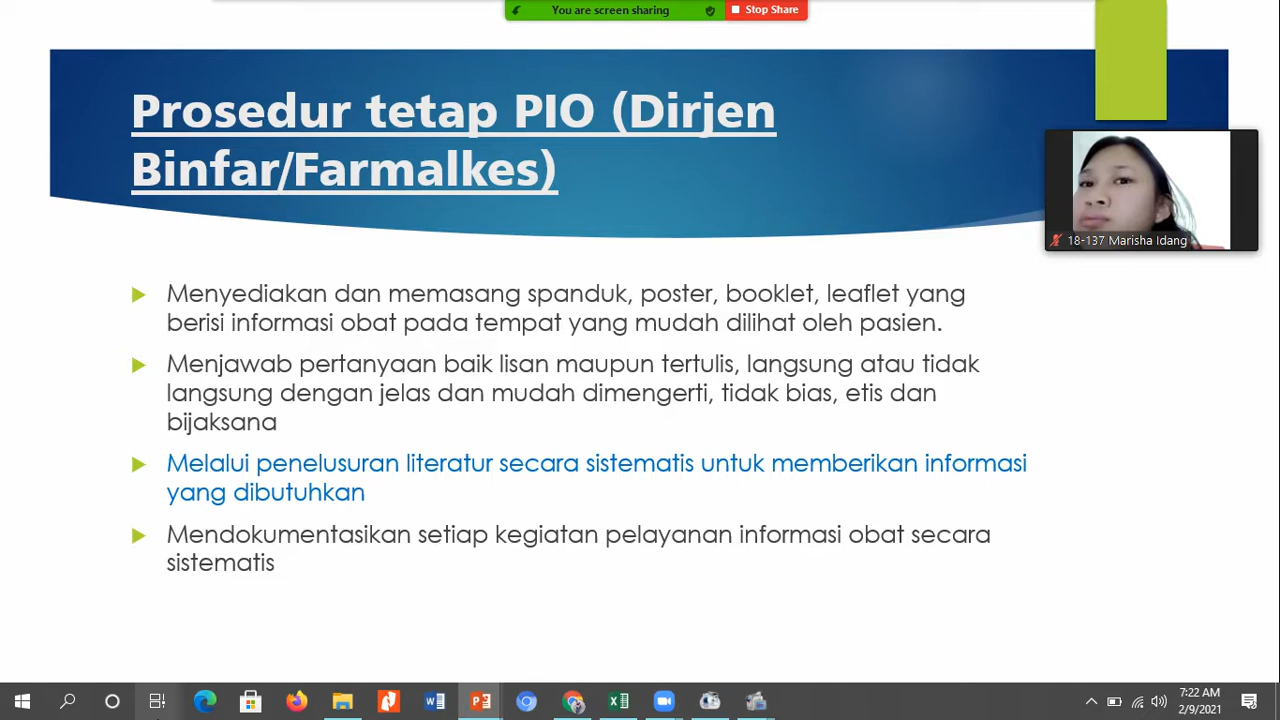 You are screen sharing
Stop Share
Prosedur tetap PIO (Dirjen
Binfar/Farmalkes)
18-137 Marisha Idang
Menyediakan dan memasang spanduk, poster, booklet, leaflet yang
berisi informasi obat pada tempat yang mudah dilihat oleh pasien.
Menjawab pertanyaan baik lisan maupun tertulis, langsung atau tidak
langsung dengan jelas dan mudah dimengerti, tidak bias, etis dan
bijaksana
Melalui penelusuran literatur secara sistematis untuk memberikan informasi
yang dibutuhkan
Mendokumentasikan setiap kegiatan pelayanan informasi obat secara
sistematis
7:22 AM
2/9/2021